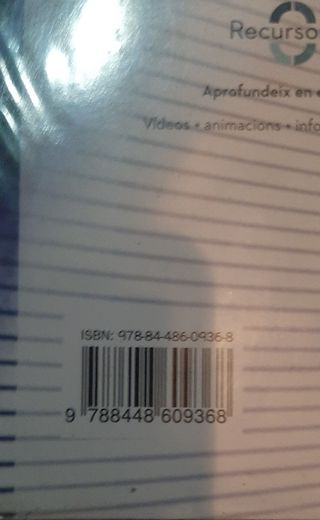 Recurso
Aprofundeix en
Vídeos • animacions • info
ISBN: 978-84-486-0936-8
9 788448 609368